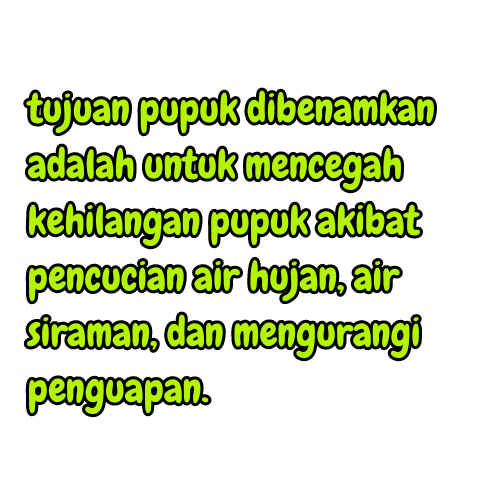 tujuan pupuk dibenamkan
adalah untuk mencegah
kehilangan pupuk akibat
pencucian air hujan, air
siraman, dan mengurangi
penguapan.